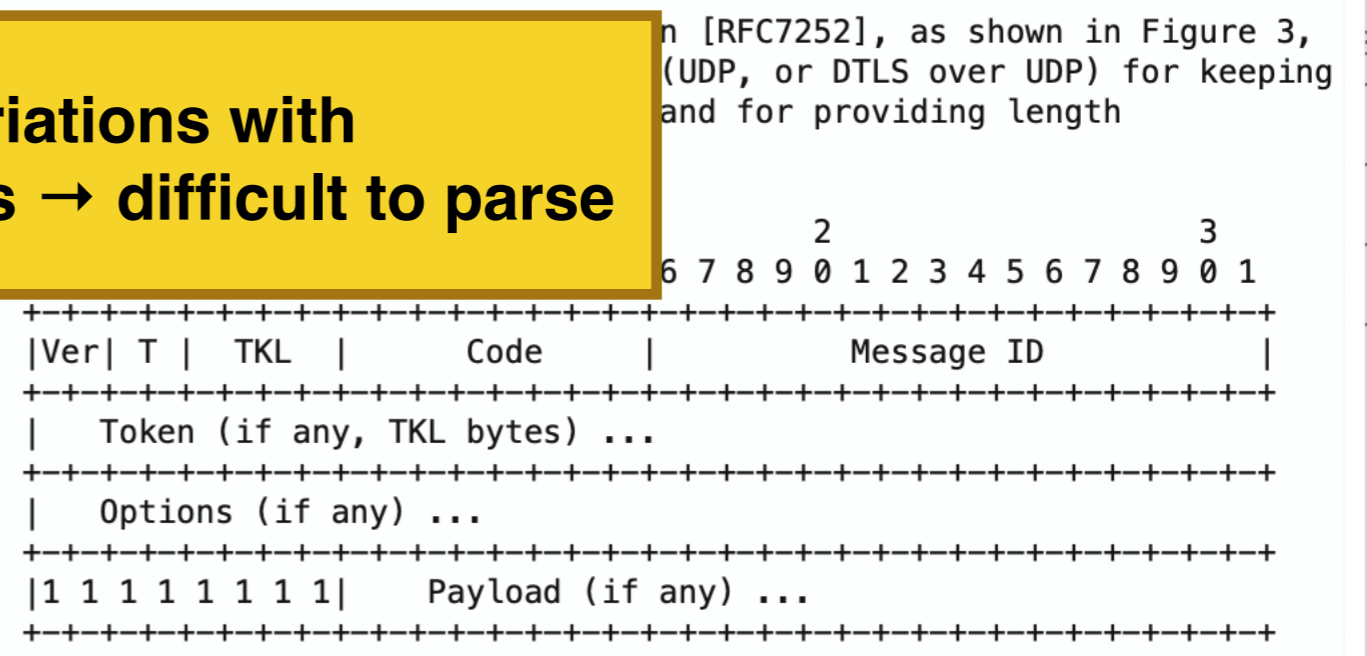 n [RFC7252], as shown in Figure 3,
(UDP, or DTLS over UDP) for keeping
and for providing length
riations with
s → difficult to parse
2 3
6 7 8 9 0 1 2 3 4 5 6 7 8 9 0 1
+-+-+-+-+-+-+-+-+-+-+-+-+-+-+-+-+-+-+-+-+-+-+-+-+-+-+-+-+-+-+-+-+
|Ver| T | TKL | Code | Message ID |
+-+-+-+-+-+-+-+-+-+-+-+-+-+-+-+-+-+-+-+-+-+-+-+-+-+-+-+-+-+-+-+-+
| Token (if any, TKL bytes) ...
+-+-+-+-+-+-+-+-+-+-+-+-+-+-+-+-+-+-+-+-+-+-+-+-+-+-+-+-+-+-+-+-+
| Options (if any) ...
+-+-+-+-+-+-+-+-+-+-+-+-+-+-+-+-+-+-+-+-+-+-+-+-+-+-+-+-+-+-+-+-+
|1 1 1 1 1 1 1 1| Payload (if any) ...
+-+-+-+-+-+-+-+-+-+-+-+-+-+-+-+-+-+-+-+-+-+-+-+-+-+-+-+-+-+-+-+-+